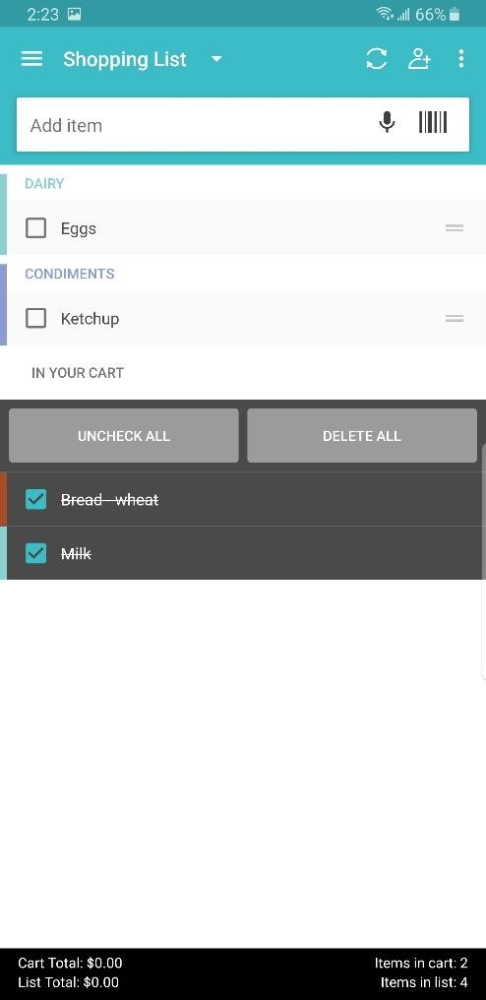 2:23 66%
Shopping List
Add item
DAIRY
Eggs
CONDIMENTS
Ketchup
IN YOUR CART
UNCHECK ALL DELETE ALL
Bread - wheat
Milk
Cart Total: $0.00 Items in cart: 2
List Total: $0.00 Items in list: 4